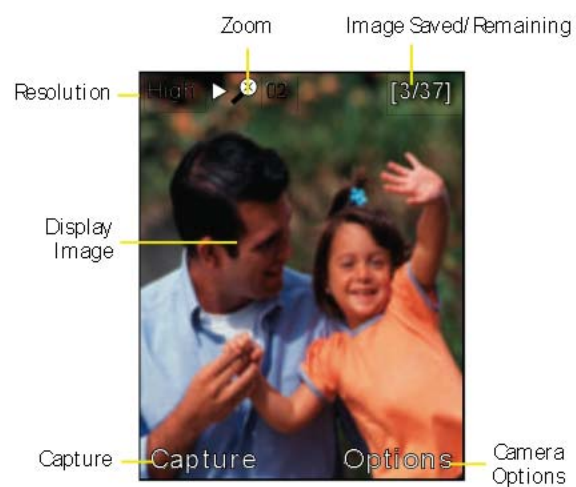 Zoom
Image Saved/Remaining
Resolution
High
02
[3/37]
Display
Image
Capture
Capture
Options
Camera
Options